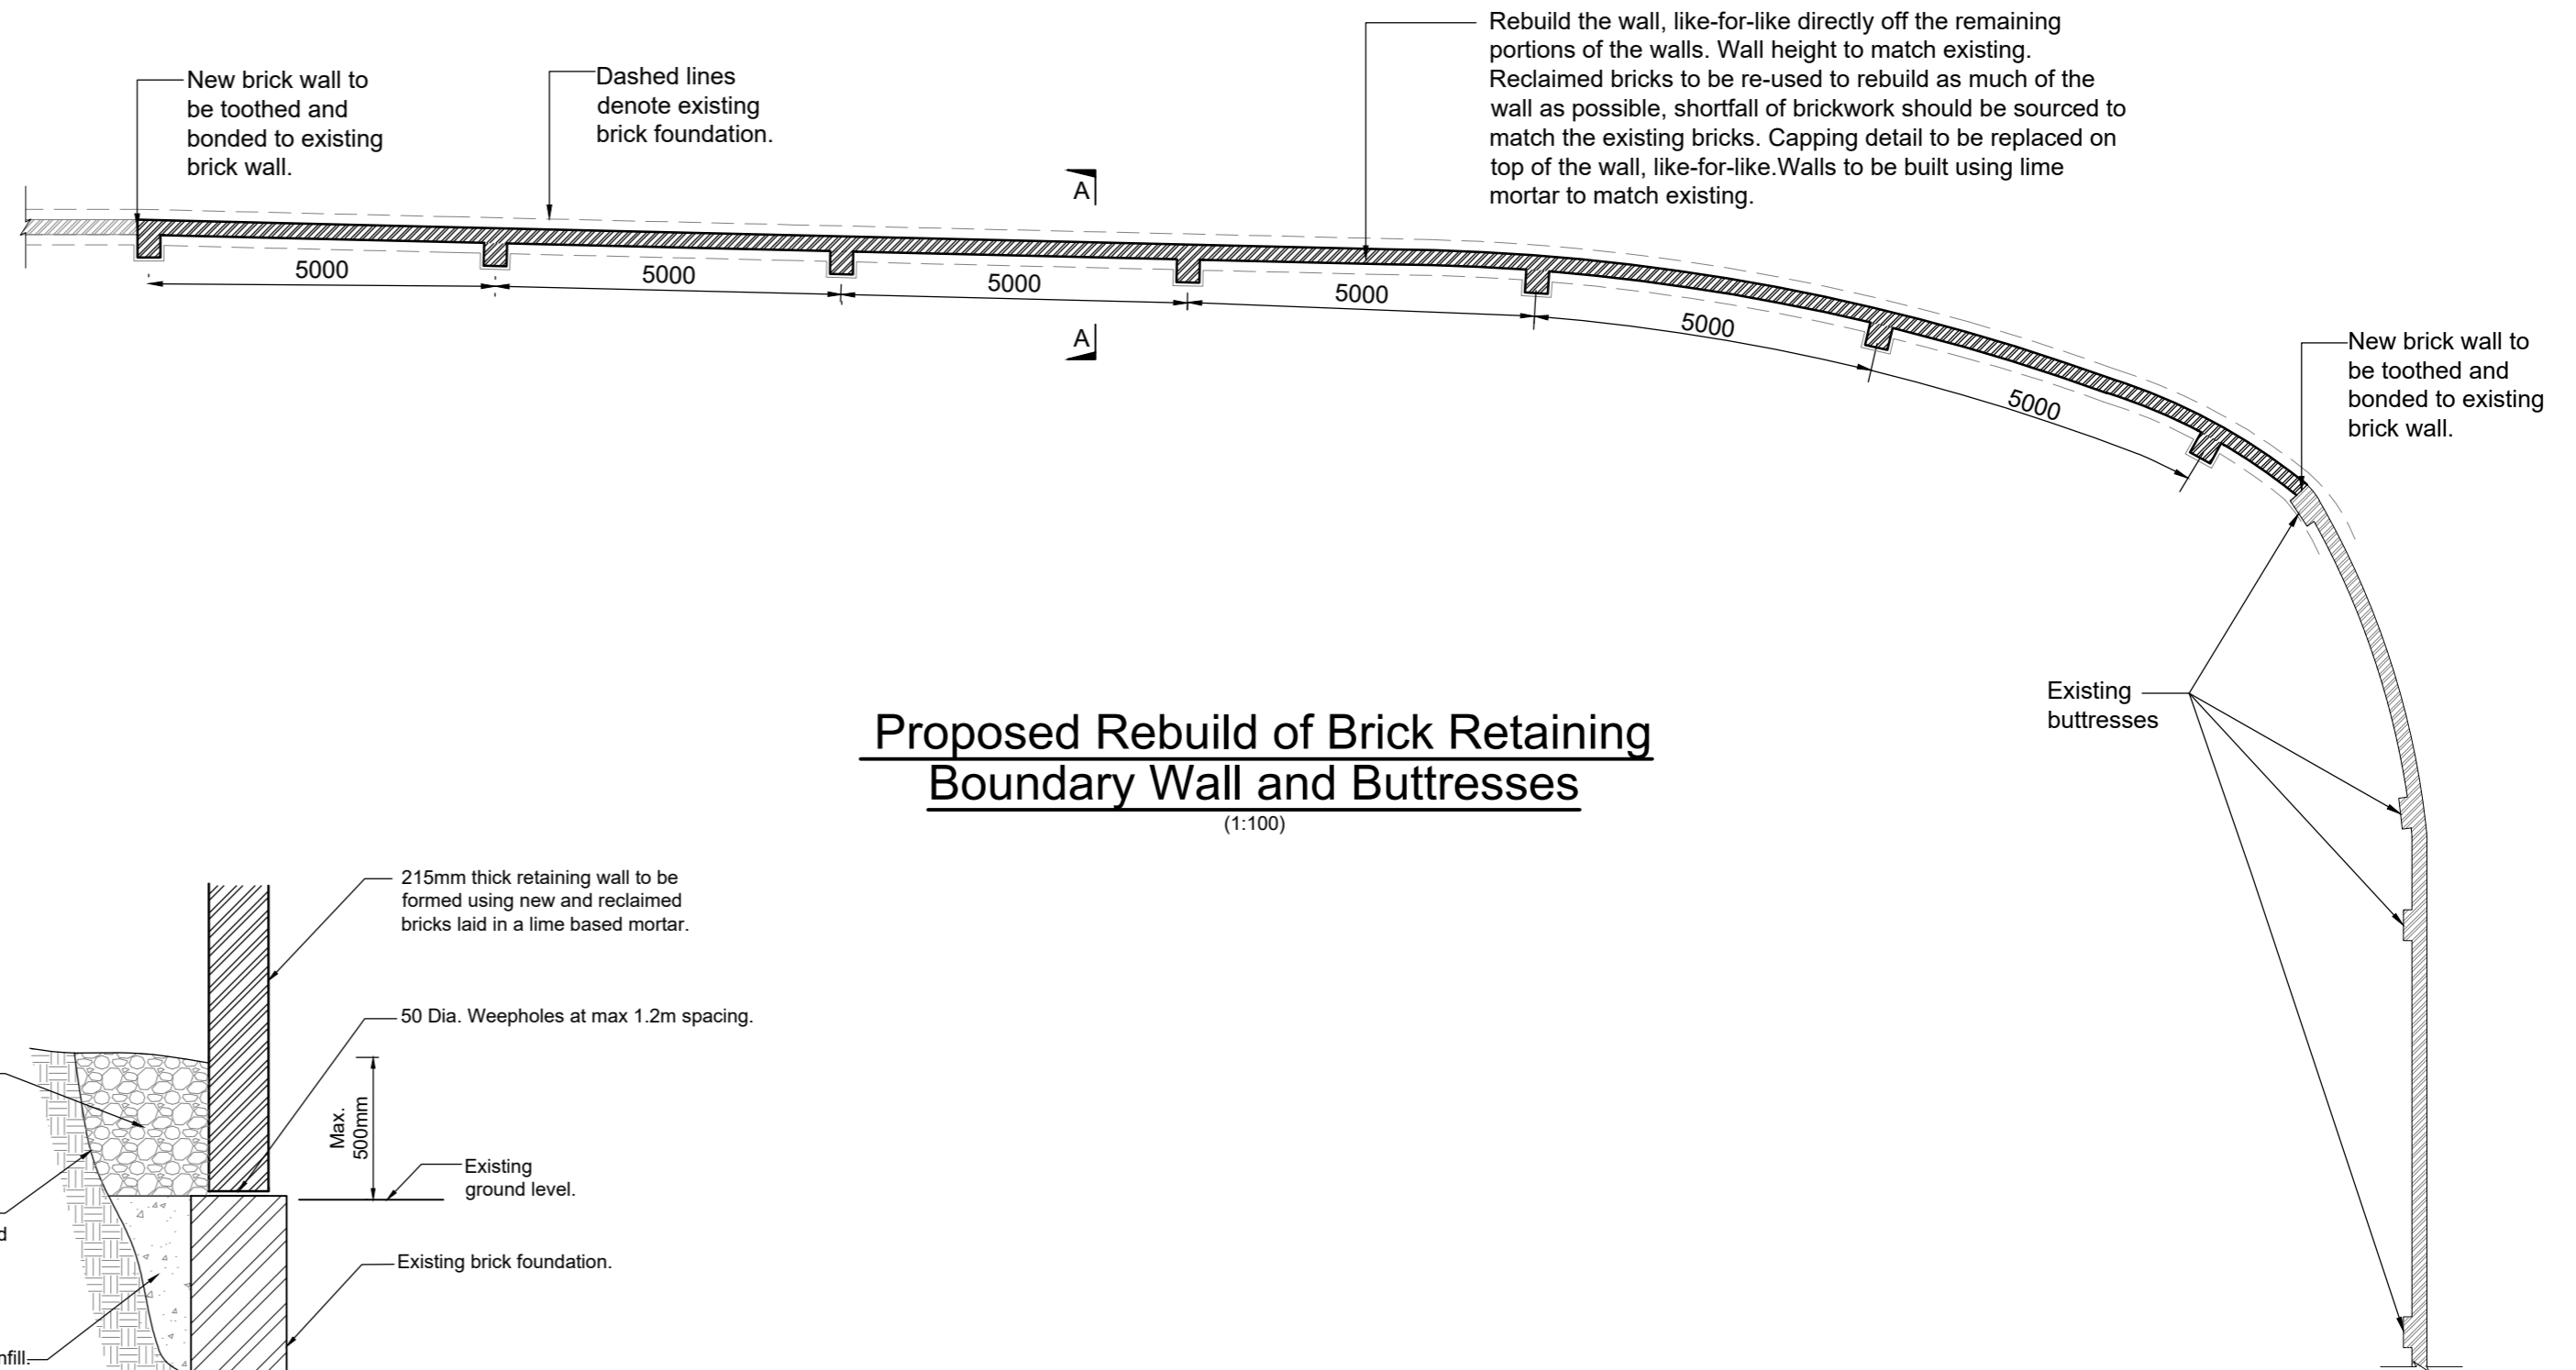 Rebuild the wall, like-for-like directly off the remaining
portions of the walls. Wall height to match existing.
Reclaimed bricks to be re-used to rebuild as much of the
wall as possible, shortfall of brickwork should be sourced to
match the existing bricks. Capping detail to be replaced on
top of the wall, like-for-like.Walls to be built using lime
mortar to match existing.
New brick wall to
be toothed and
bonded to existing
brick wall.
Dashed lines
denote existing
brick foundation.
A
A
5000
5000
5000
5000
5000
5000
New brick wall to
be toothed and
bonded to existing
brick wall.
Existing
buttresses
Proposed Rebuild of Brick Retaining
Boundary Wall and Buttresses
(1:100)
215mm thick retaining wall to be
formed using new and reclaimed
bricks laid in a lime based mortar.
50 Dia. Weepholes at max 1.2m spacing.
Max.
500mm
Existing
ground level.
Existing brick foundation.